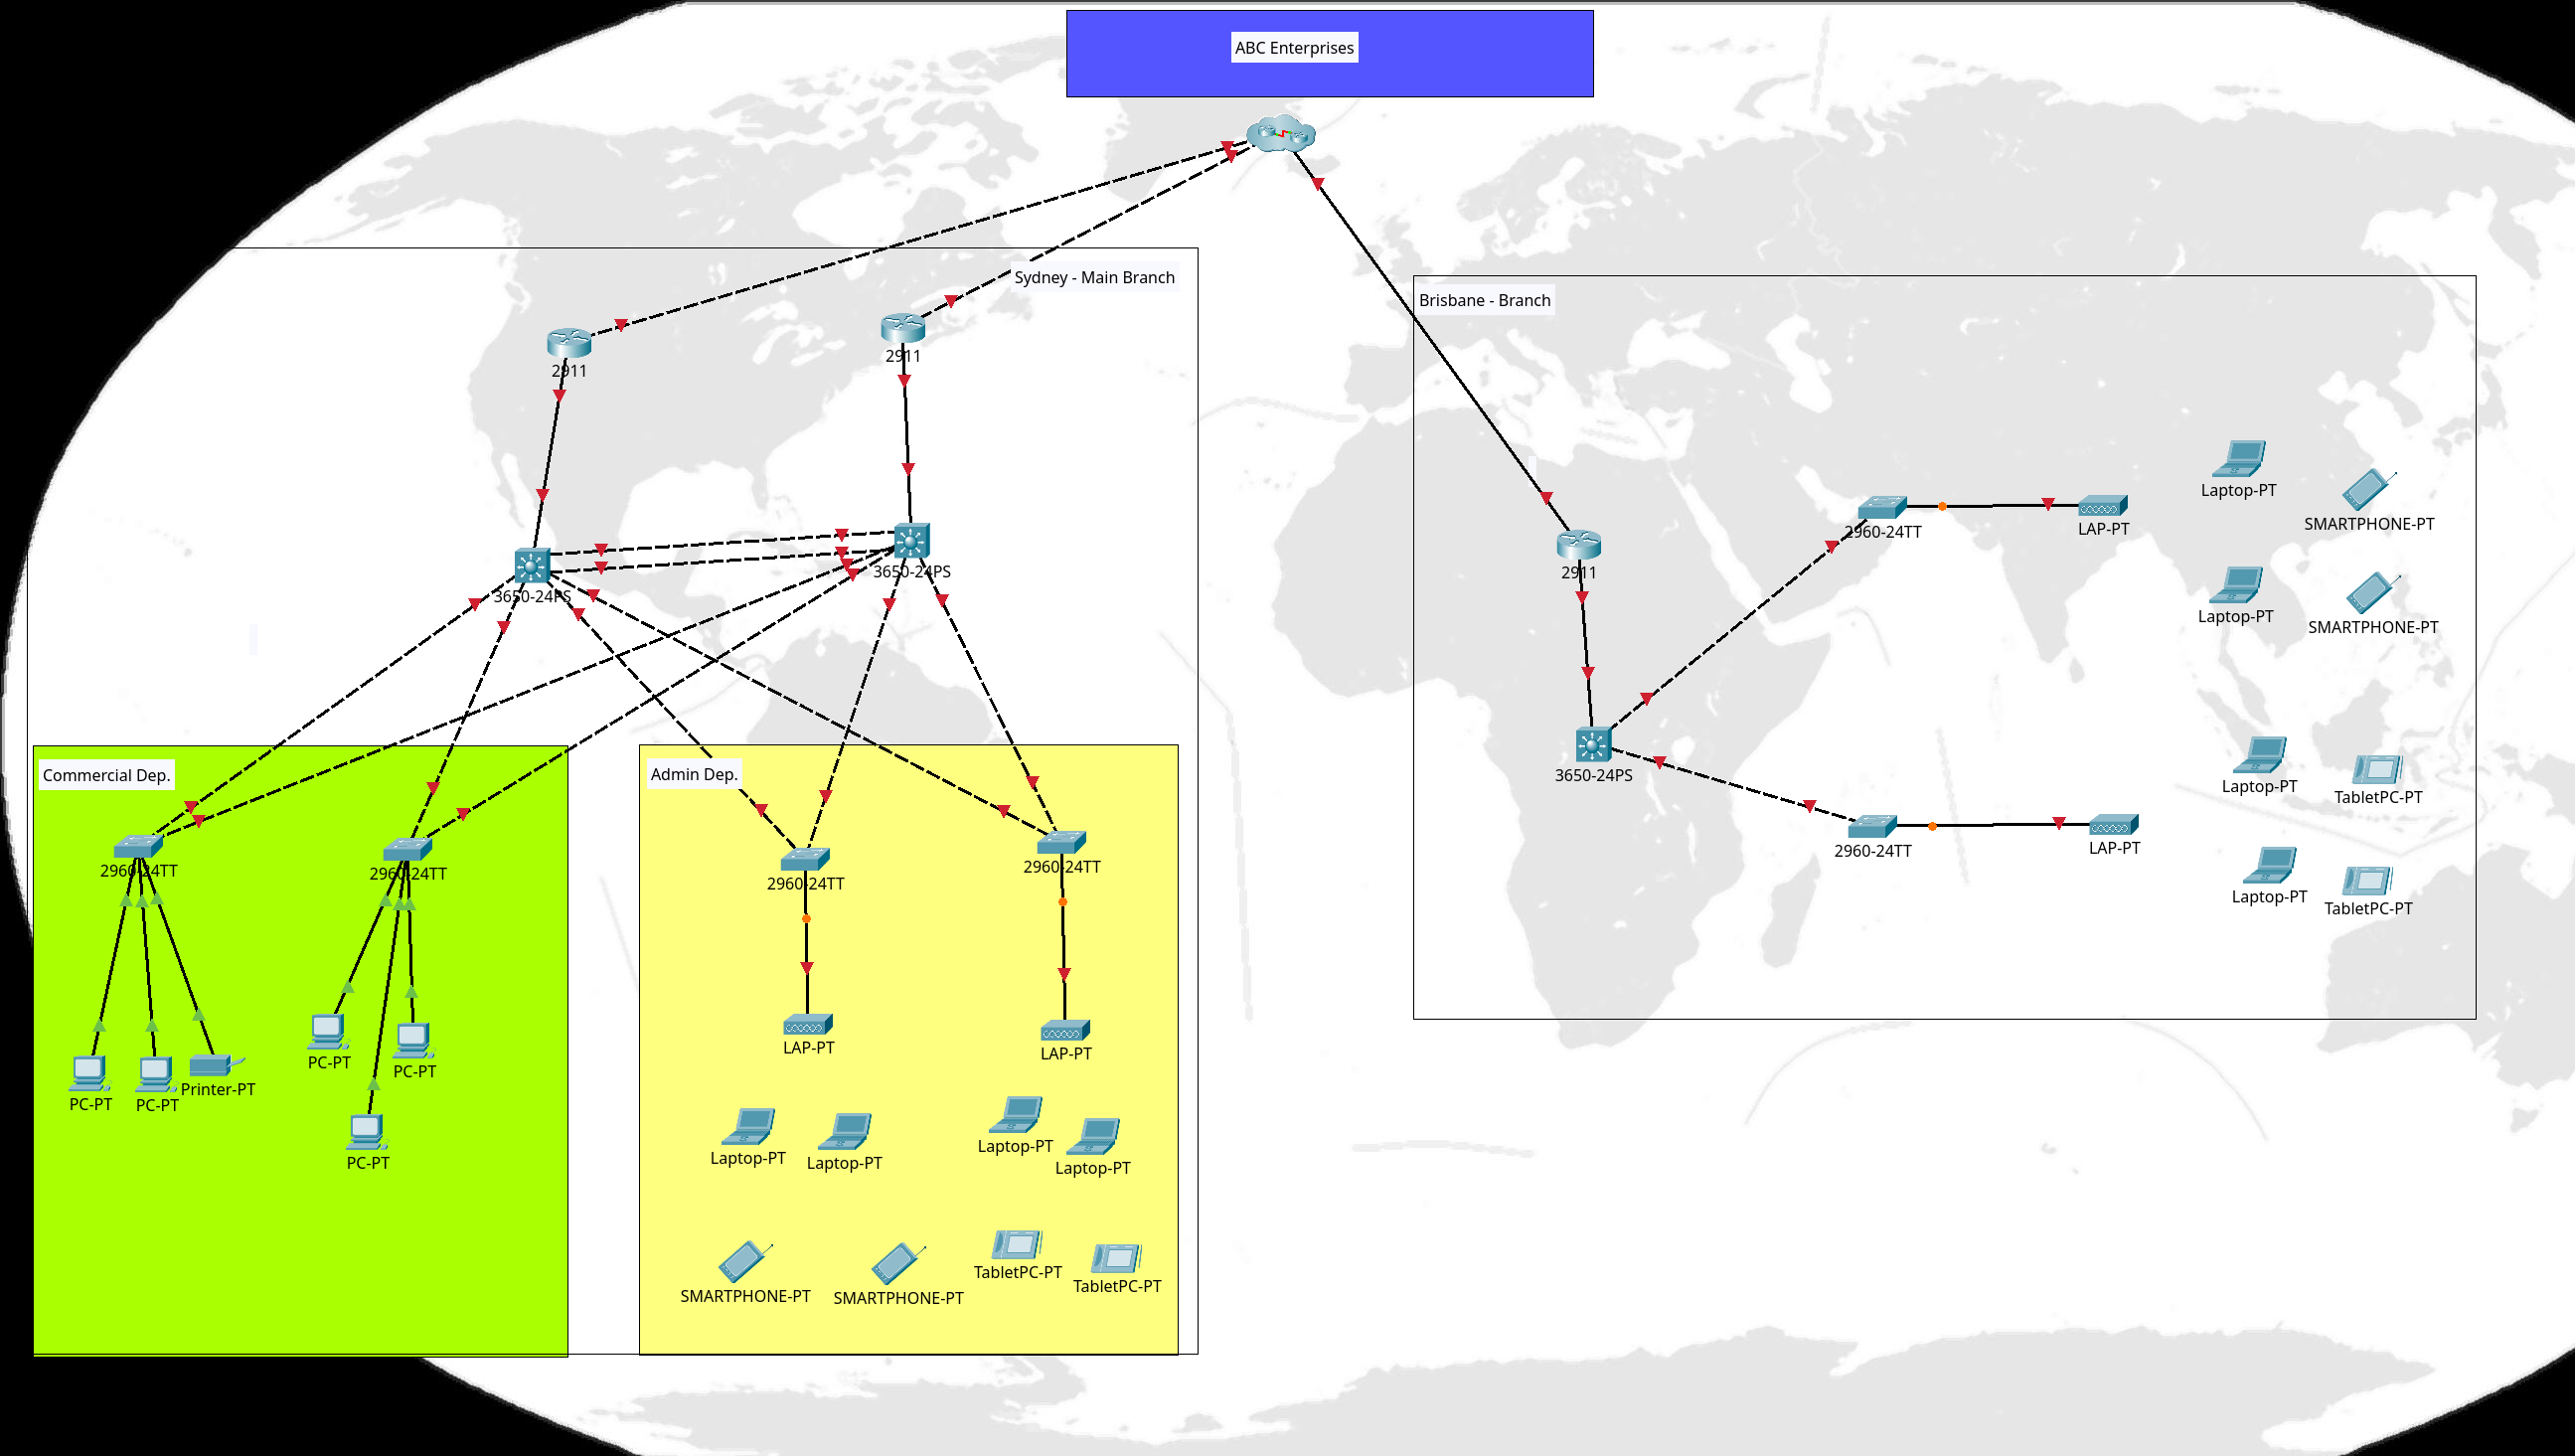 ABC Enterprises
Sydney - Main Branch
2911
2911
3650-24PS
3650-24PS
Commercial Dep.
2960-24TT
2960-24TT
PC-PT
PC-PT
Printer-PT
PC-PT
PC-PT
PC-PT
Admin Dep.
2960-24TT
2960-24TT
LAP-PT
LAP-PT
Laptop-PT
Laptop-PT
Laptop-PT
Laptop-PT
SMARTPHONE-PT
SMARTPHONE-PT
TabletPC-PT
TabletPC-PT
Brisbane - Branch
2911
3650-24PS
2960-24TT
LAP-PT
2960-24TT
LAP-PT
Laptop-PT
SMARTPHONE-PT
Laptop-PT
SMARTPHONE-PT
Laptop-PT
TabletPC-PT
Laptop-PT
TabletPC-PT